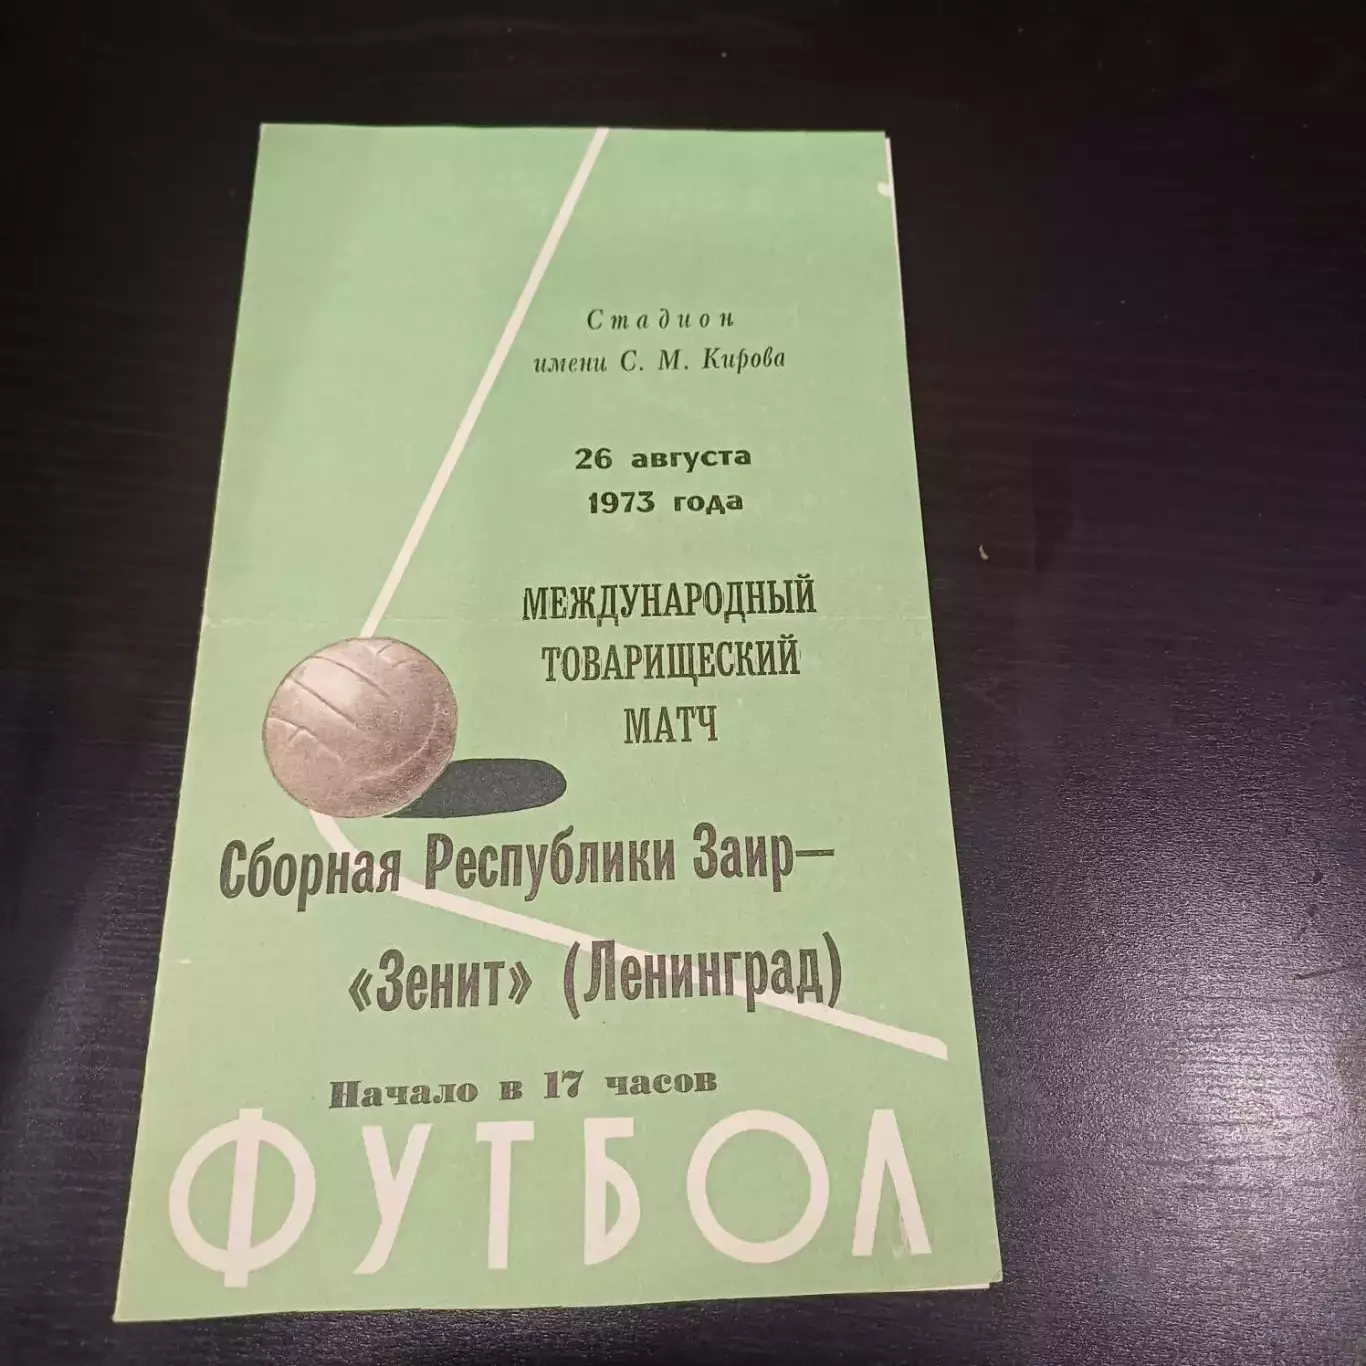 Стадион
имени С. М. Кирова
26 августа
1973 года
МЕЖДУНАРОДНЫЙ
ТОВАРИЩЕСКИЙ
МАТЧ
Сборная Республики Заир—
«Зенит» (Ленинград)
Начало в 17 часов
ФУТБОЛ